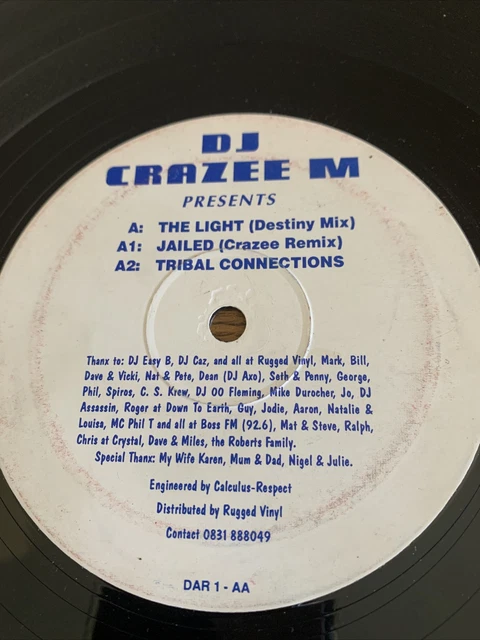 DJ
CRAZEE M
PRESENTS
A: THE LIGHT (Destiny Mix)
A1: JAILED (Crazee Remix)
A2: TRIBAL CONNECTIONS
Thanx to: DJ Easy B, DJ Caz, and all at Rugged Vinyl, Mark, Bill,
Dave & Vicki, Nat & Pete, Dean (DJ Axo), Seth & Penny, George,
Phil, Spiros, C. S. Krew, DJ OO Fleming, Mike Durocher, Jo, DJ
Assassin, Roger at Down To Earth, Guy, Jodie, Aaron, Natalie &
Louisa, MC Phil T and all at Boss FM (92.6), Mat & Steve, Ralph,
Chris at Crystal, Dave & Miles, the Roberts Family.
Special Thanx: My Wife Karen, Mum & Dad, Nigel & Julie.
Engineered by Calculus-Respect
Distributed by Rugged Vinyl
Contact 0831 888049
DAR 1 - AA